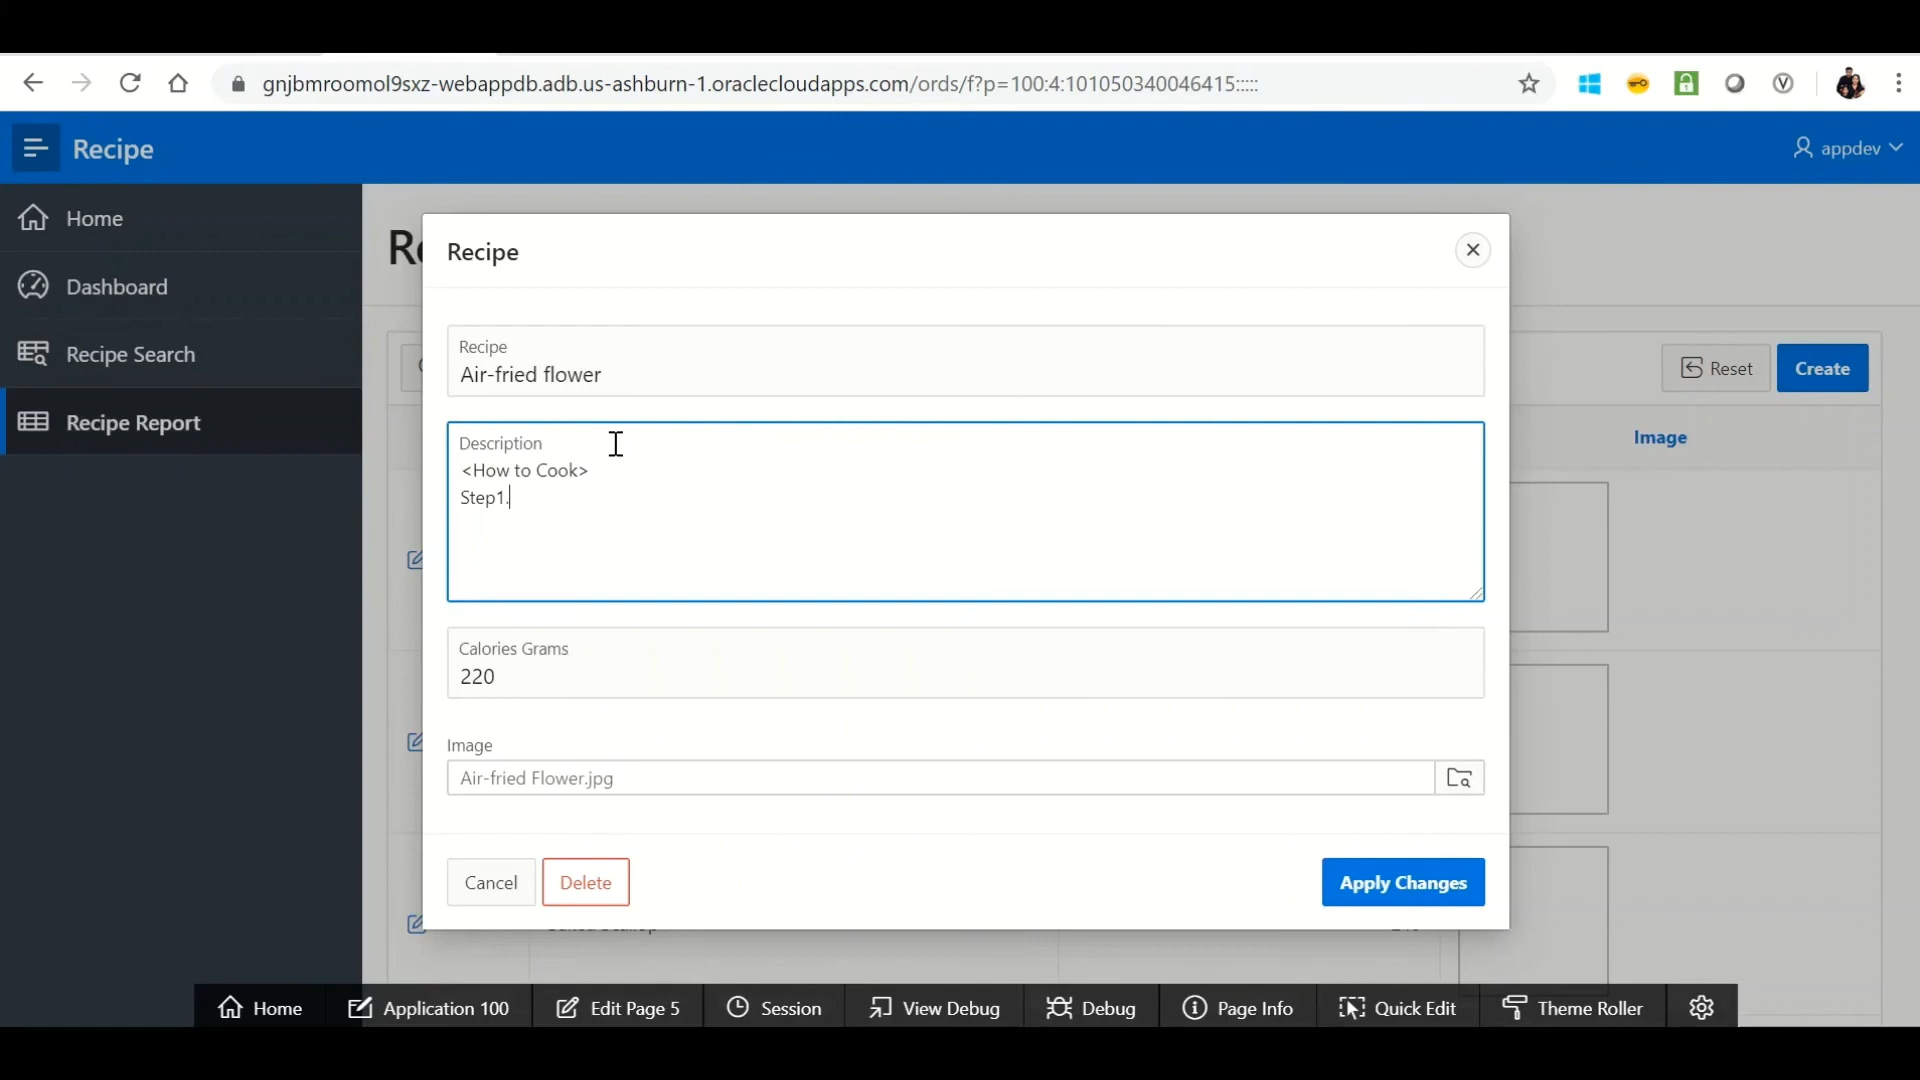 gnjbmroomol9sxz-webappdb.adb.us-ashburn-1.oraclecloudapps.com/ords/f?p=100:4:101050340046415:::::
Recipe
appdev
Home
Dashboard
Recipe Search
Recipe Report
Recipe
Recipe
Air-fried flower
Description
<How to Cook>
Step1.
Calories Grams
220
Image
Air-fried Flower.jpg
Cancel
Delete
Apply Changes
Reset
Create
Image
Home
Application 100
Edit Page 5
Session
View Debug
Debug
Page Info
Quick Edit
Theme Roller